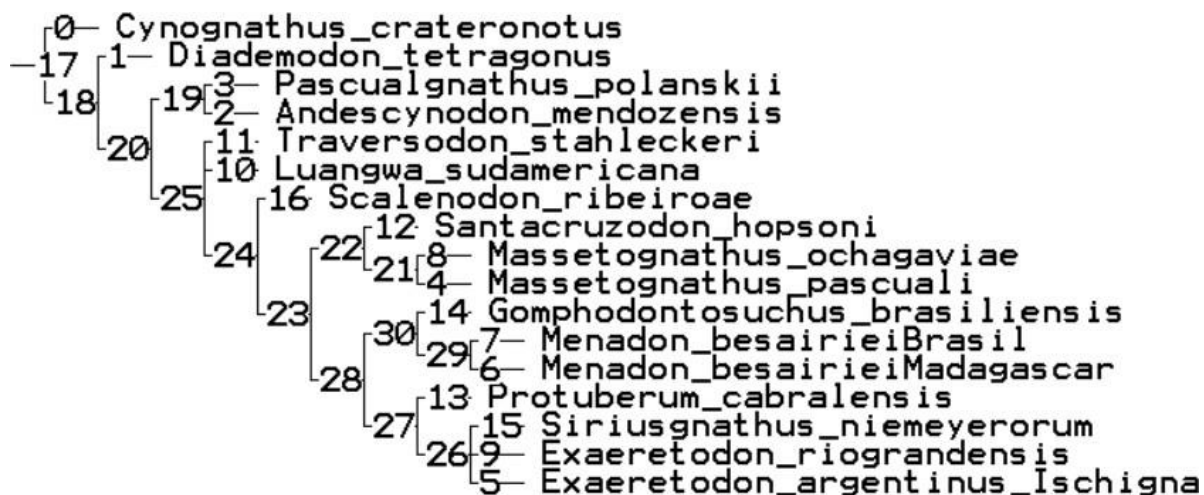 0 Cynognathus_crateronotus
17
1 Diademodon_tetragonus
18
3 Pascualgnathus_polanskii
19
2 Andescynodon_mendozensis
20
11 Traversodon_stahleckeri
10 Luangwa_sudamericana
25
16 Scalenodon_ribeiroae
12 Santacruzodon_hopsoni
22
24
8 Massetognathus_ochagaviae
21
4 Massetognathus_pascuali
23
14 Gomphodontosuchus_brasiliensis
30
7 Menadon_besairieiBrasil
29
6 Menadon_besairieiMadagascar
28
13 Protuberum_cabralensis
27
15 Siriusgnathus_niemeyerorum
26 9 Exaeretodon_riograndensis
5 Exaeretodon_argentinus_Ischigna